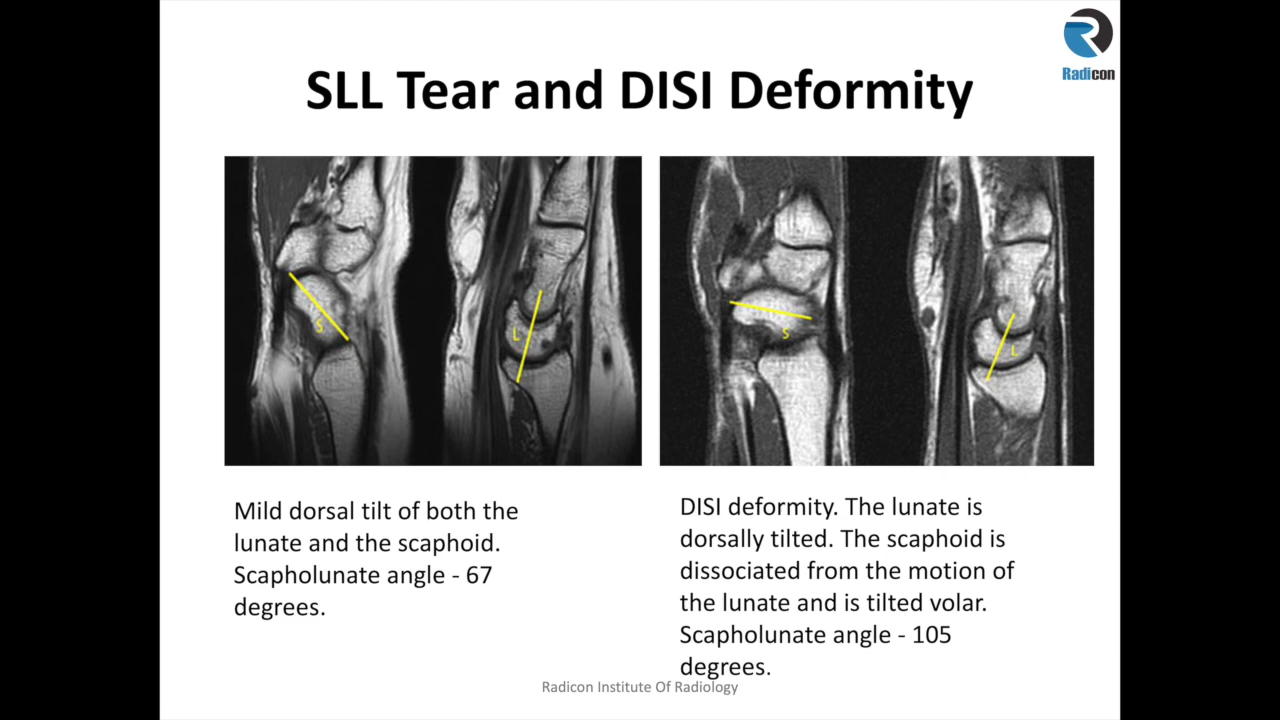 Radicon
SLL Tear and DISI Deformity
S
L
S
L
Mild dorsal tilt of both the
lunate and the scaphoid.
Scapholunate angle - 67
degrees.
DISI deformity. The lunate is
dorsally tilted. The scaphoid is
dissociated from the motion of
the lunate and is tilted volar.
Scapholunate angle - 105
degrees.
Radicon Institute Of Radiology